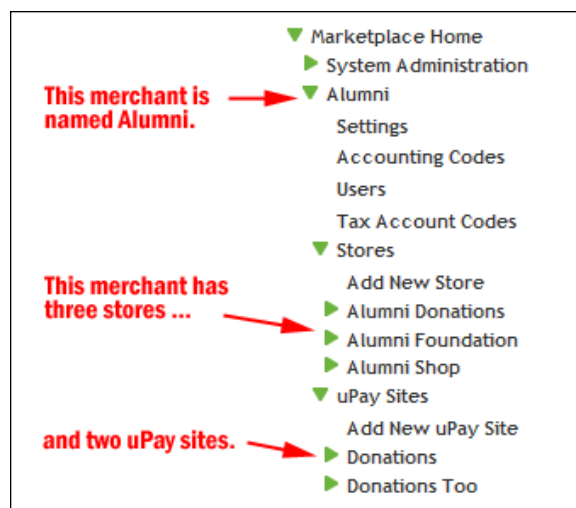 Marketplace Home
System Administration
This merchant is
named Alumni.
Alumni
Settings
Accounting Codes
Users
Tax Account Codes
Stores
Add New Store
This merchant has
three stores ...
Alumni Donations
Alumni Foundation
Alumni Shop
uPay Sites
Add New uPay Site
and two uPay sites.
Donations
Donations Too